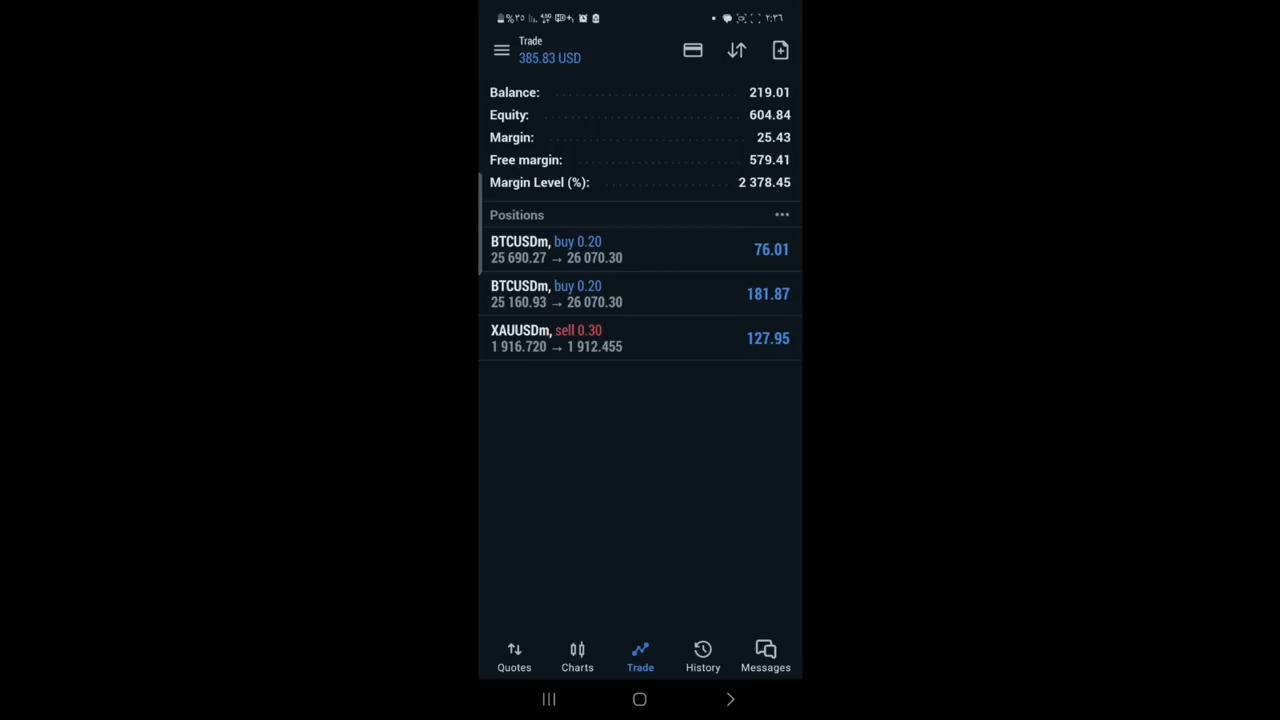 %٢٥ ٢:٢٦
Trade
385.83 USD
Balance: 219.01
Equity: 604.84
Margin: 25.43
Free margin: 579.41
Margin Level (%): 2 378.45
Positions
BTCUSDm, buy 0.20 76.01
25 690.27 → 26 070.30
BTCUSDm, buy 0.20 181.87
25 160.93 → 26 070.30
XAUUSDm, sell 0.30 127.95
1 916.720 → 1 912.455
Quotes Charts Trade History Messages